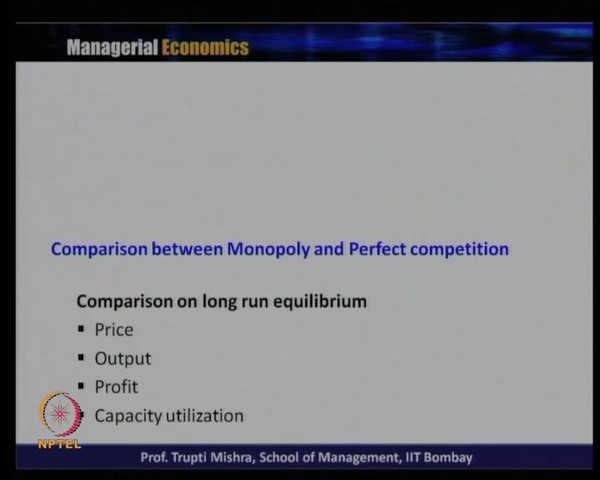 Managerial Economics
Comparison between Monopoly and Perfect competition
Comparison on long run equilibrium
▪ Price
▪ Output
▪ Profit
▪ Capacity utilization
NPTEL
Prof. Trupti Mishra, School of Management, IIT Bombay